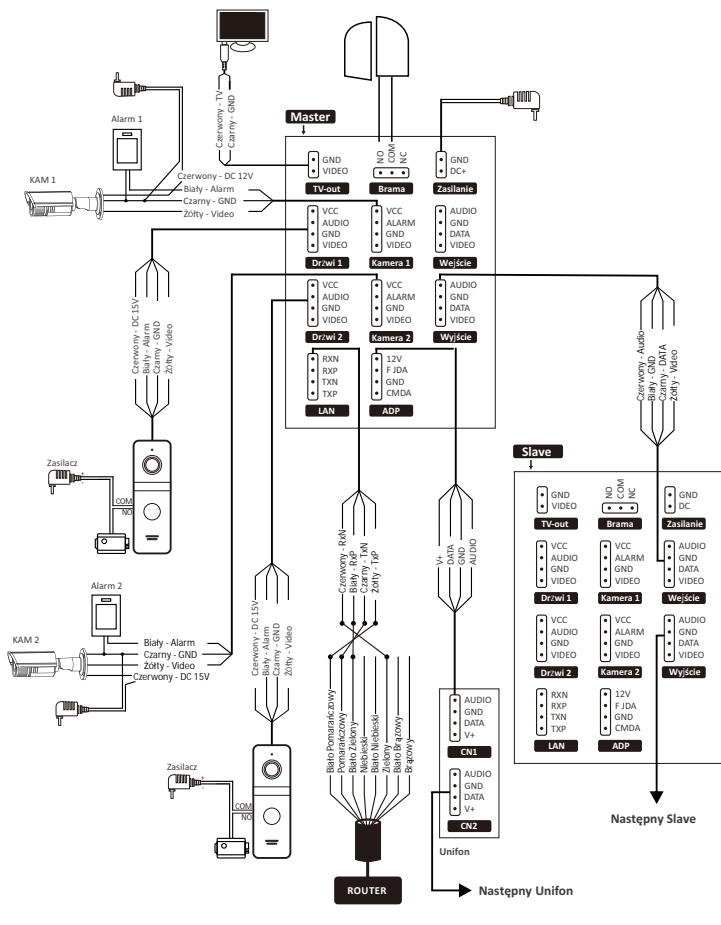 Master
Czerwony - TV
Czarny - GND
Alarm 1
KAM 1
Czerwony - DC 12V
Biały - Alarm
Czarny - GND
Żółty - Video
GND
VIDEO
TV-out
NO
COM
NC
Brama
GND
DC+
Zasilanie
VCC
AUDIO
GND
VIDEO
Drzwi 1
VCC
ALARM
GND
VIDEO
Kamera 1
AUDIO
GND
DATA
VIDEO
Wejście
VCC
AUDIO
GND
VIDEO
Drzwi 2
VCC
ALARM
GND
VIDEO
Kamera 2
AUDIO
GND
DATA
VIDEO
Wyjście
RXN
RXP
TXN
TXP
LAN
12V
F JDA
GND
CMDA
ADP
Czerwony - DC 15V
Biały - Alarm
Czarny - GND
Żółty - Video
Zasilacz
+
-
COM
NO
Czerwony - Audio
Biały - GND
Czarny - DATA
Żółty - Video
Slave
GND
VIDEO
TV-out
NO
COM
NC
Brama
GND
DC
Zasilanie
VCC
AUDIO
GND
VIDEO
Drzwi 1
VCC
ALARM
GND
VIDEO
Kamera 1
AUDIO
GND
DATA
VIDEO
Wejście
VCC
AUDIO
GND
VIDEO
Drzwi 2
VCC
ALARM
GND
VIDEO
Kamera 2
AUDIO
GND
DATA
VIDEO
Wyjście
RXN
RXP
TXN
TXP
LAN
12V
F JDA
GND
CMDA
ADP
Następny Slave
Alarm 2
KAM 2
Biały - Alarm
Czarny - GND
Żółty - Video
Czerwony - DC 15V
Czerwony - DC 15V
Biały - Alarm
Czarny - GND
Żółty - Video
Zasilacz
+
-
COM
NO
Czerwony - RxN
Biały - RxP
Czarny - TxN
Żółty - TxP
V+
DATA
GND
AUDIO
Biało Pomarańczowy
Pomarańczowy
Biało Zielony
Niebieski
Biało Niebieski
Zielony
Biało Brązowy
Brązowy
ROUTER
AUDIO
GND
DATA
V+
CN1
AUDIO
GND
DATA
V+
CN2
Unifon
Następny Unifon